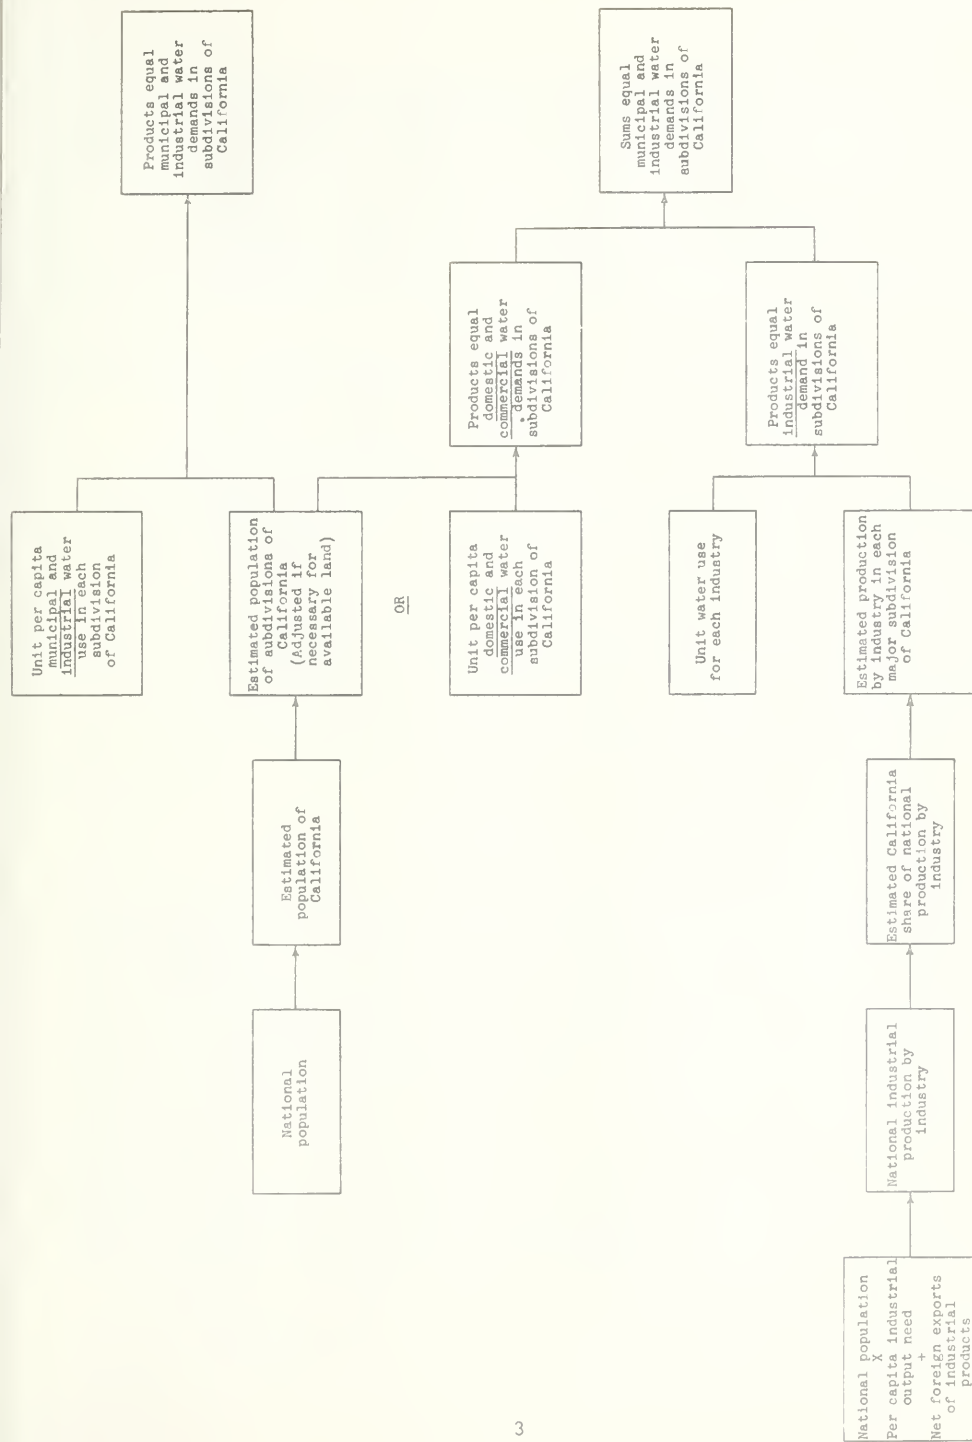 National population
X
Per capita industrial
output need
+
Net foreign exports
of industrial
products
National industrial
production by
industry
Estimated California
share of national
production by
industry
National
population
Estimated
population of
California
Unit per capita
municipal and
industrial water
use in each
subdivision
of California
Estimated population
of subdivisions of
California
(Adjusted if
necessary for
available land)
OR
Unit per capita
domestic and
commercial water
use in each
subdivision of
California
Unit water use
for each industry
Estimated production
by industry in each
major subdivision
of California
Products equal
domestic and
commercial water
demands in
subdivisions of
California
Products equal
industrial water
demand in
subdivisions of
California
Products equal
municipal and
industrial water
demands in
subdivisions of
California
Sums equal
municipal and
industrial water
demands in
subdivisions of
California
3